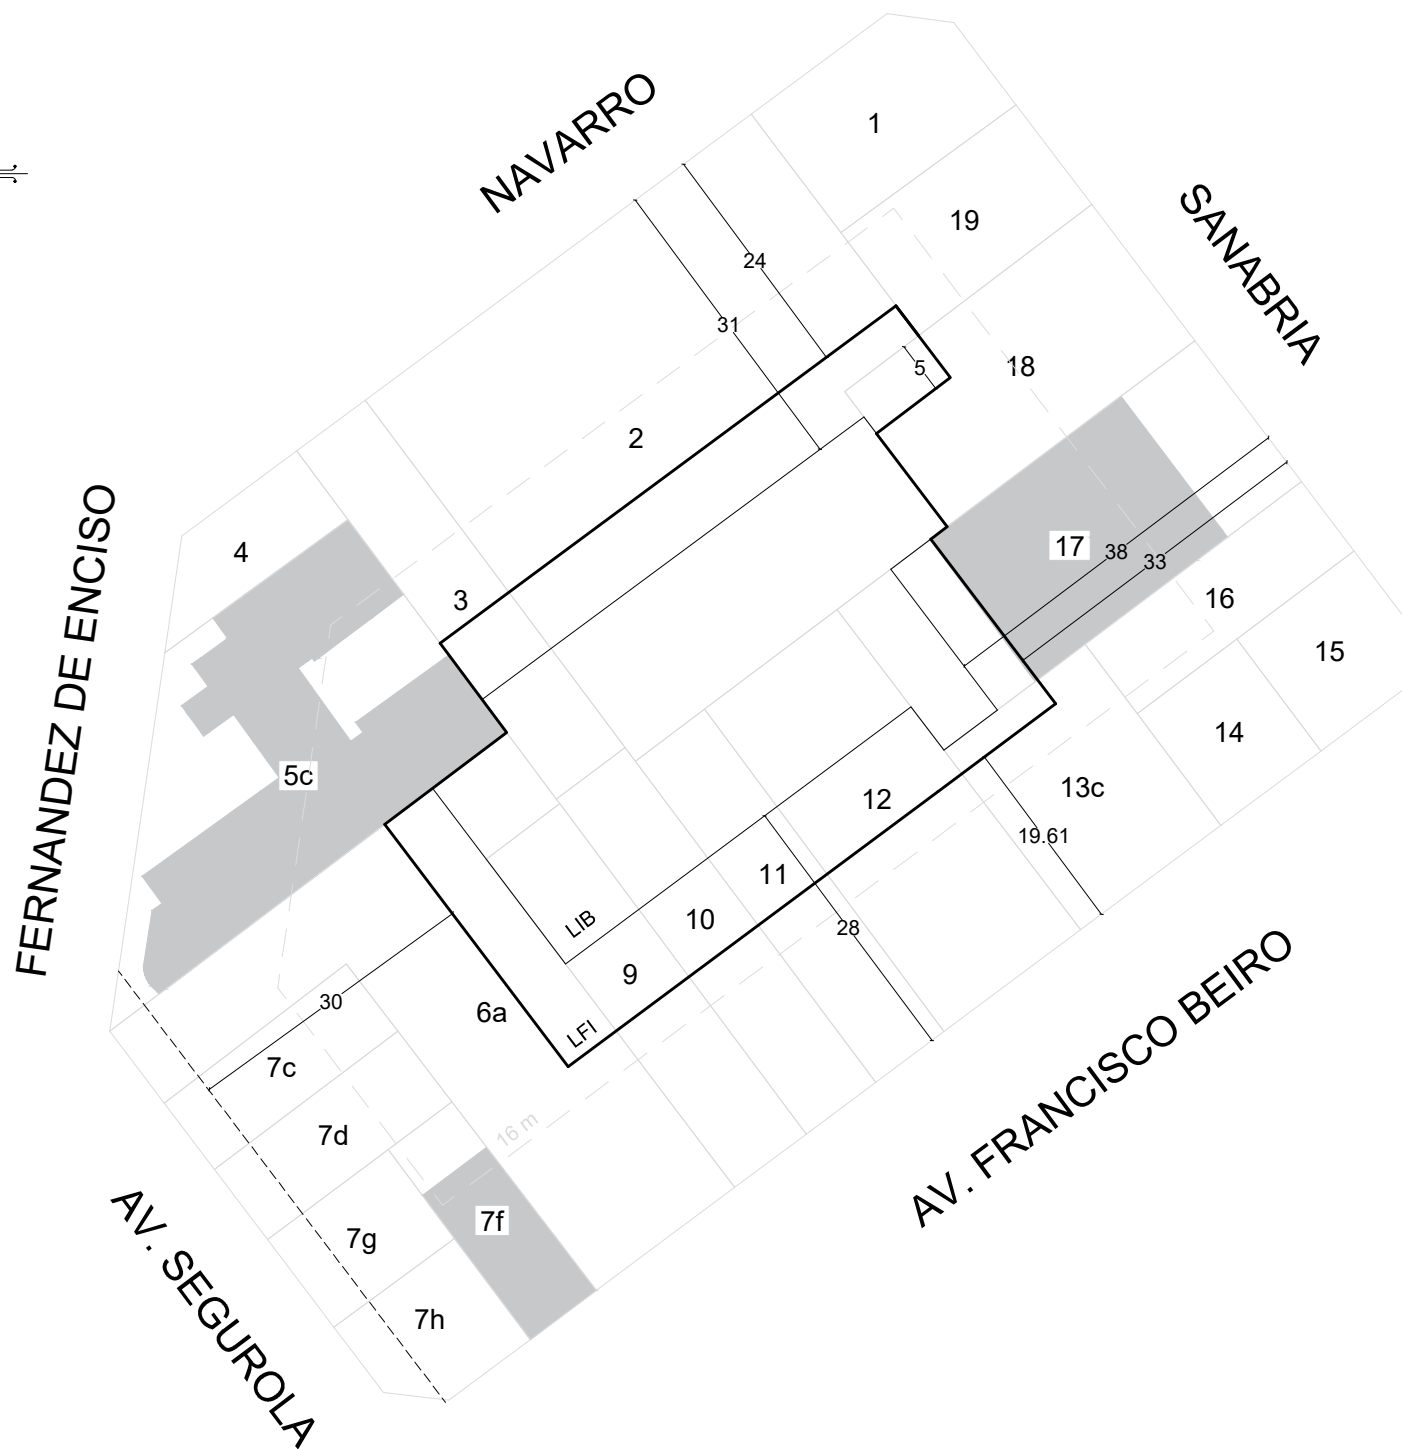 NAVARRO
1
19
SANABRIA
24
31
5
18
2
4
FERNANDEZ DE ENCISO
17
38
33
3
16
15
14
5c
13c
12
19.61
11
LIB
10
28
9
30
6a
LFI
7c
7d
16 m
AV. FRANCISCO BEIRO
7f
7g
7h
AV. SEGUROLA